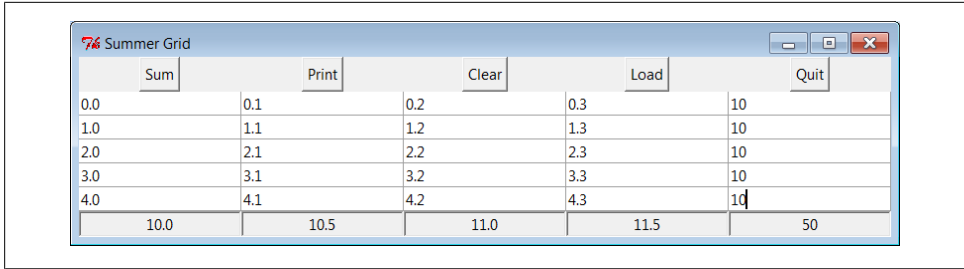 Summer Grid
Sum Print Clear Load Quit
0.0 0.1 0.2 0.3 10
1.0 1.1 1.2 1.3 10
2.0 2.1 2.2 2.3 10
3.0 3.1 3.2 3.3 10
4.0 4.1 4.2 4.3 10
10.0 10.5 11.0 11.5 50